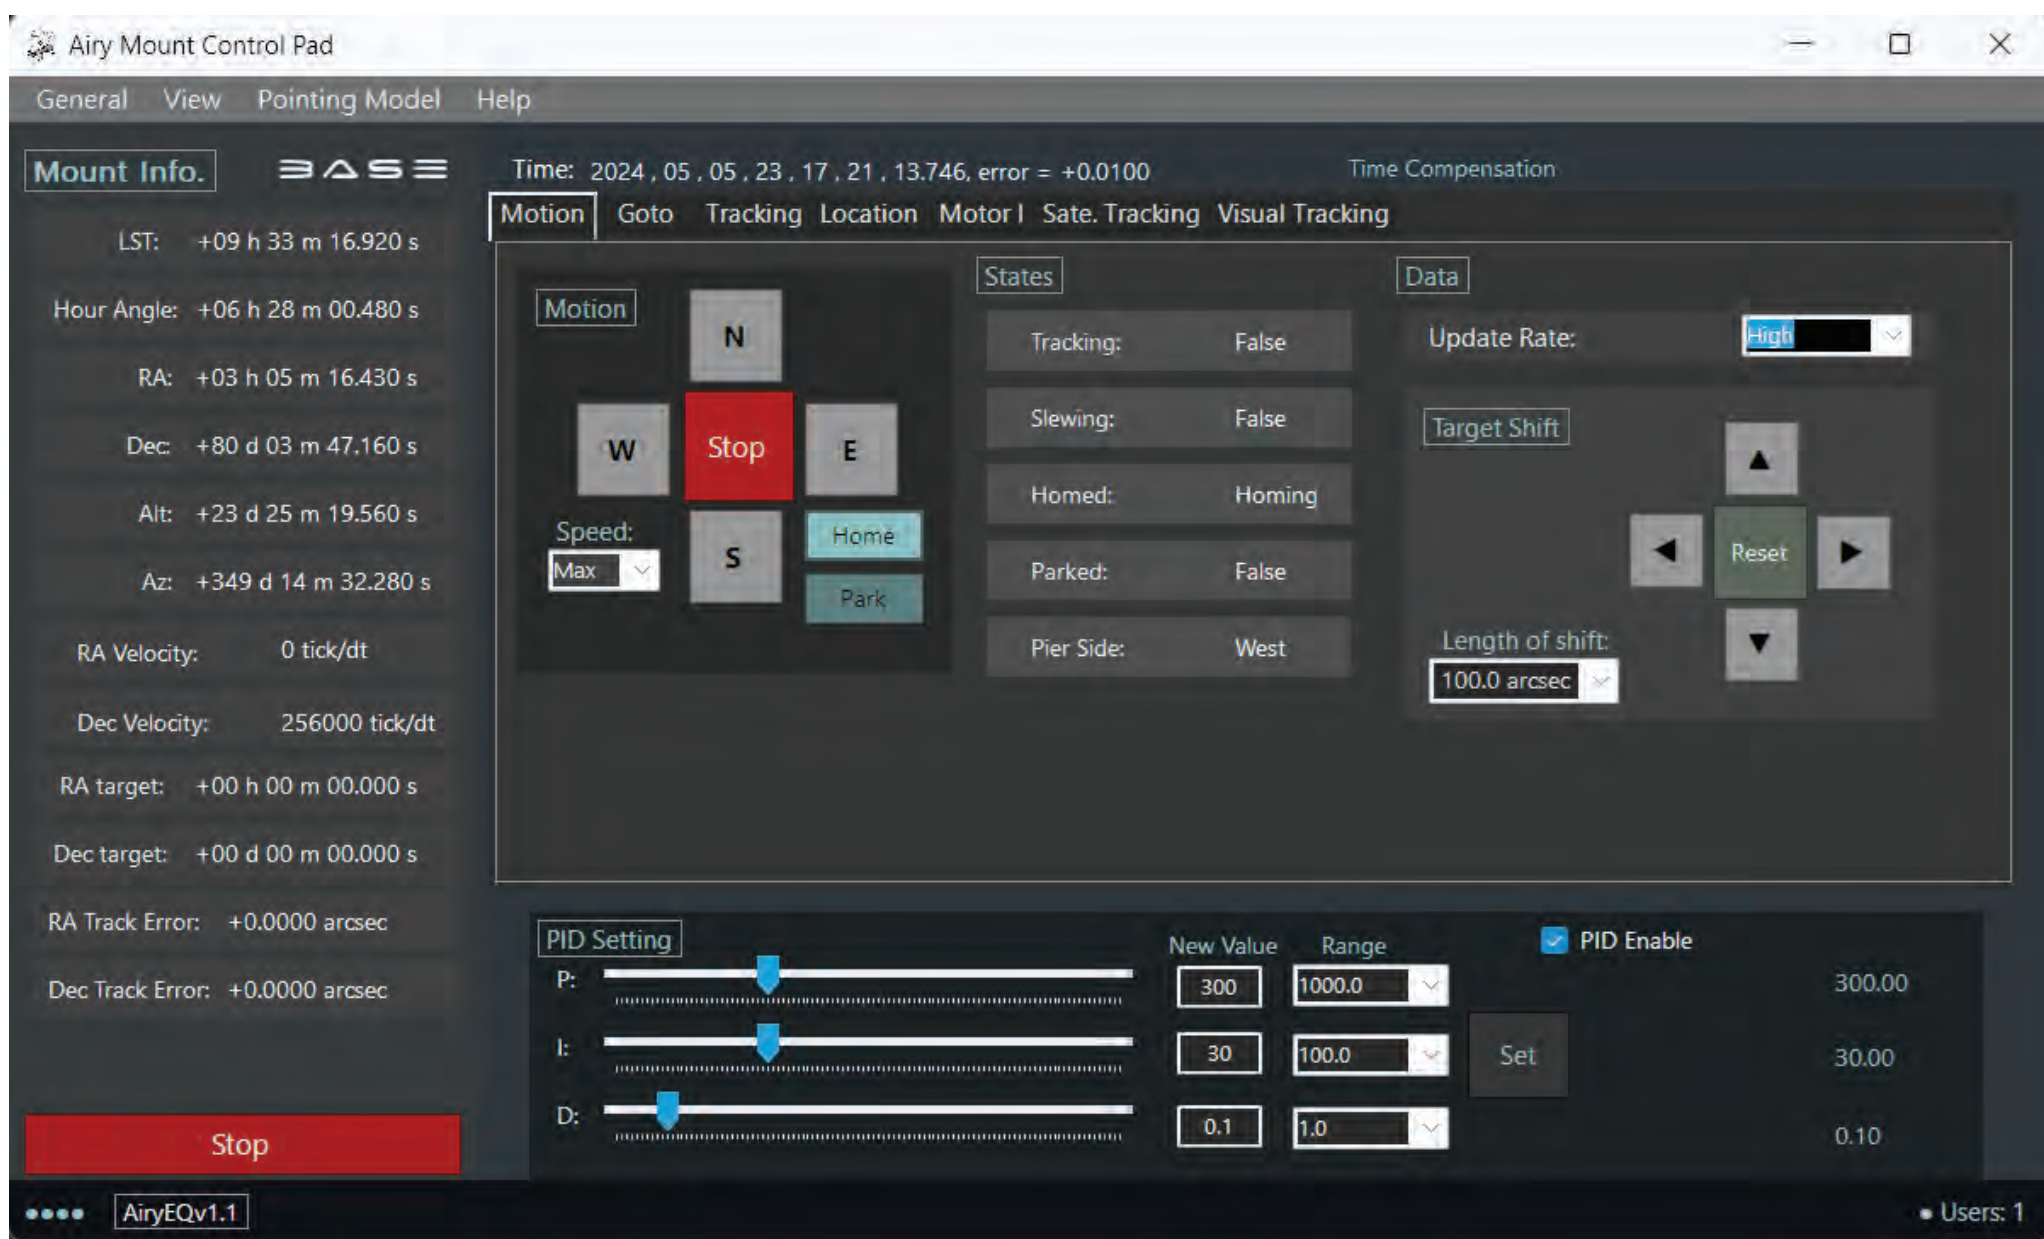 Airy Mount Control Pad
General View Pointing Model Help
Mount Info. BASE
LST: +09 h 33 m 16.920 s
Hour Angle: +06 h 28 m 00.480 s
RA: +03 h 05 m 16.430 s
Dec: +80 d 03 m 47.160 s
Alt: +23 d 25 m 19.560 s
Az: +349 d 14 m 32.280 s
RA Velocity: 0 tick/dt
Dec Velocity: 256000 tick/dt
RA target: +00 h 00 m 00.000 s
Dec target: +00 d 00 m 00.000 s
RA Track Error: +0.0000 arcsec
Dec Track Error: +0.0000 arcsec
Stop
Time: 2024 , 05 , 05 , 23 , 17 , 21 , 13.746, error = +0.0100
Time Compensation
Motion Goto Tracking Location Motor I Sate. Tracking Visual Tracking
Motion
N
W Stop E
S
Speed:
Max
Home
Park
States
Tracking: False
Slewing: False
Homed: Homing
Parked: False
Pier Side: West
Data
Update Rate: High
Target Shift
▲
◀ Reset ▶
▼
Length of shift:
100.0 arcsec
PID Setting
New Value Range
PID Enable
P: 300 1000.0 300.00
I: 30 100.0 Set 30.00
D: 0.1 1.0 0.10
AiryEQv1.1
Users: 1